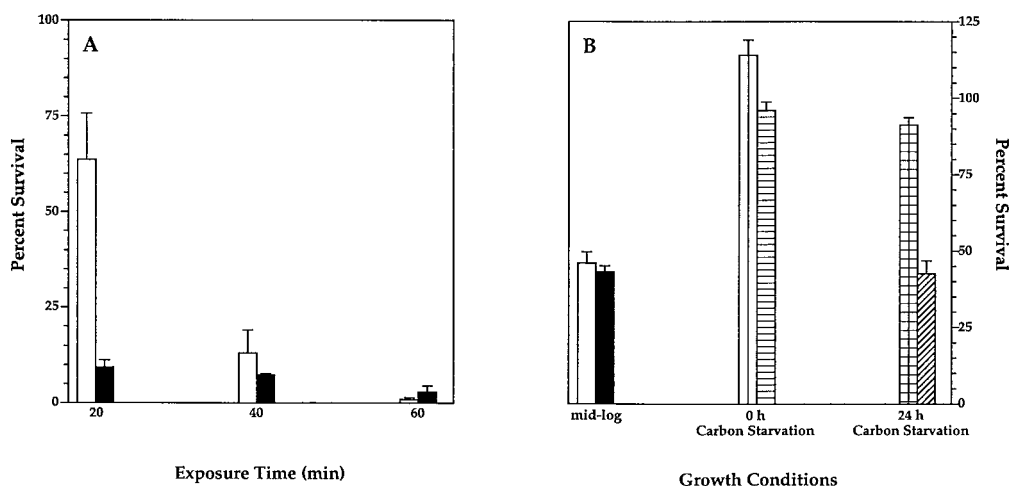 A
Percent Survival
100
75
50
25
0
20
40
60
Exposure Time (min)
B
125
100
75
50
25
0
Percent Survival
mid-log
0 h
Carbon Starvation
24 h
Carbon Starvation
Growth Conditions